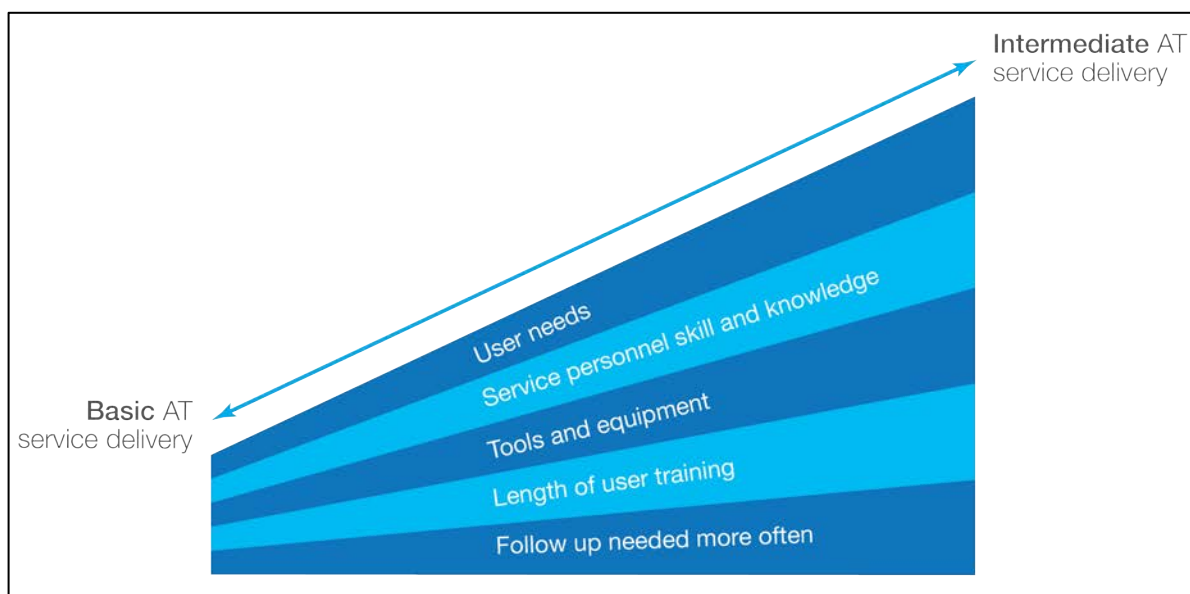 Intermediate AT
service delivery
User needs
Service personnel skill and knowledge
Basic AT
service delivery
Tools and equipment
Length of user training
Follow up needed more often